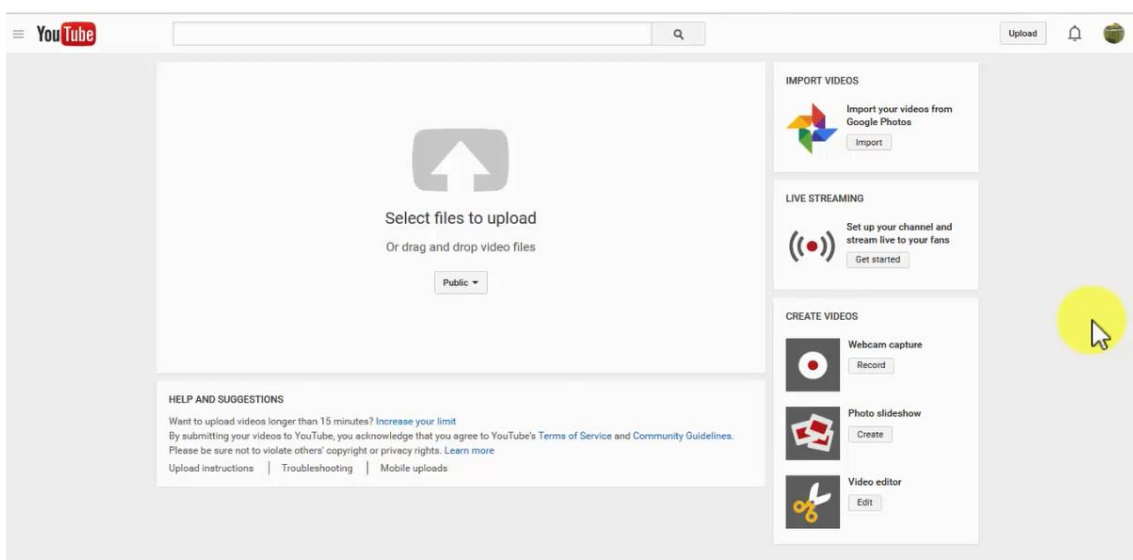 YouTube
Upload
Select files to upload
Or drag and drop video files
Public
HELP AND SUGGESTIONS
Want to upload videos longer than 15 minutes? Increase your limit
By submitting your videos to YouTube, you acknowledge that you agree to YouTube's Terms of Service and Community Guidelines.
Please be sure not to violate others' copyright or privacy rights. Learn more
Upload instructions | Troubleshooting | Mobile uploads
IMPORT VIDEOS
Import your videos from
Google Photos
Import
LIVE STREAMING
Set up your channel and
stream live to your fans
Get started
CREATE VIDEOS
Webcam capture
Record
Photo slideshow
Create
Video editor
Edit